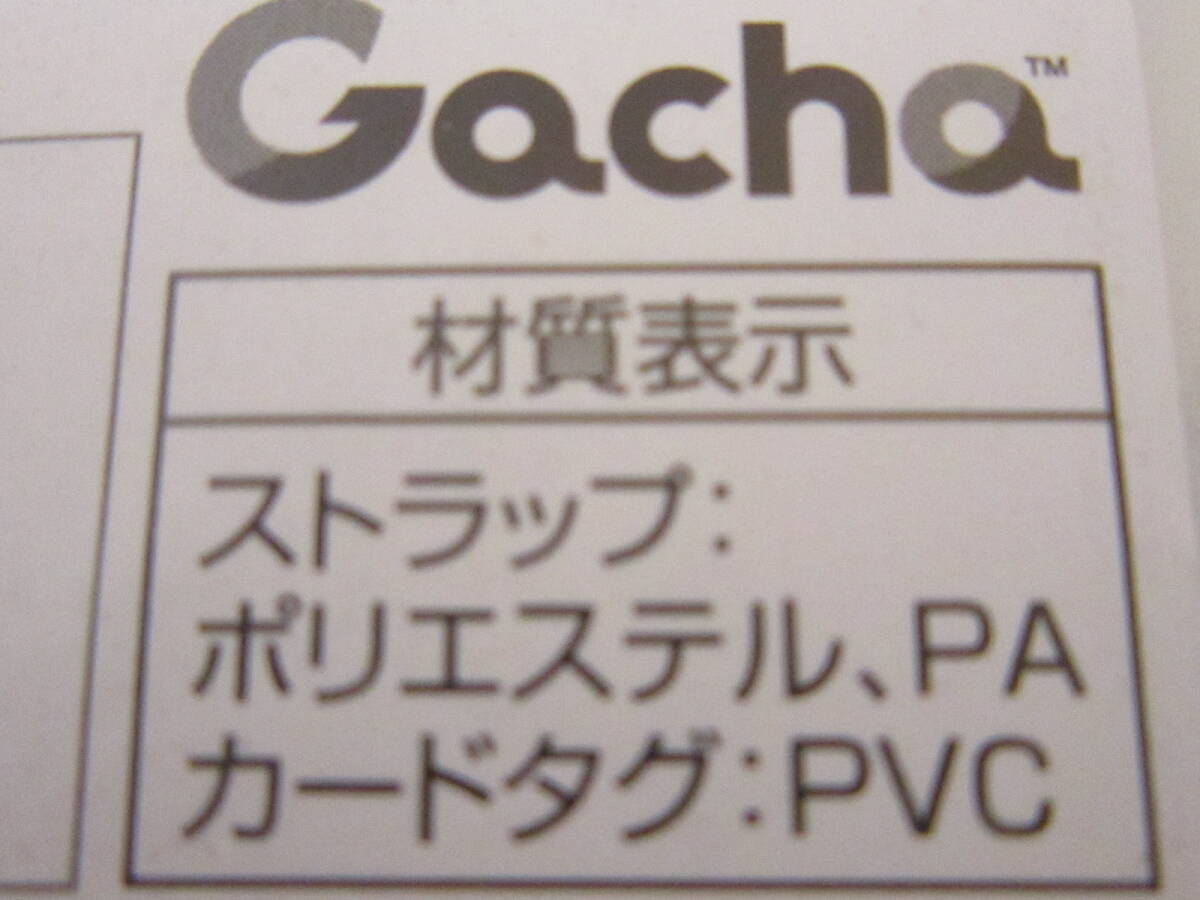 Gacha™
材質表示
ストラップ:
ポリエステル、PA
カードタグ:PVC